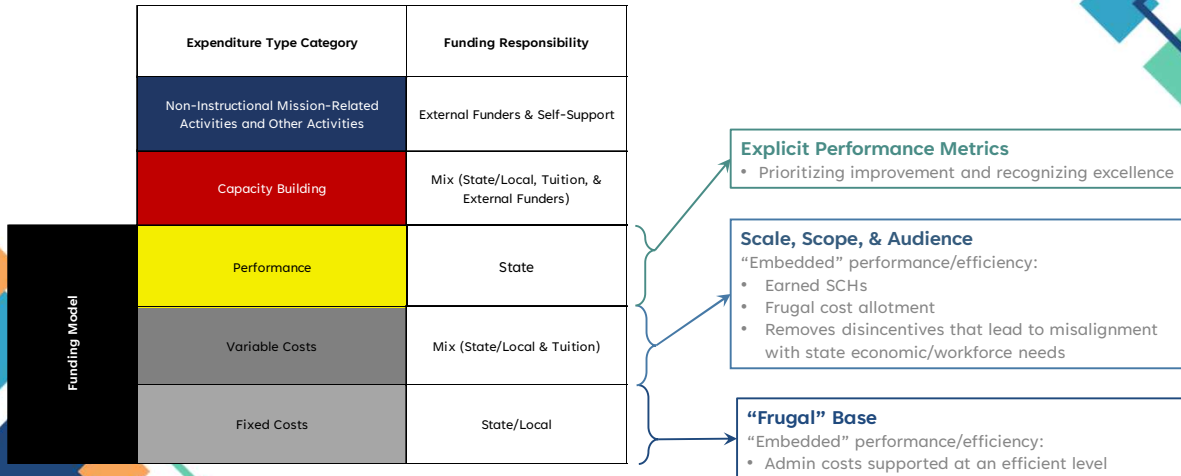 Expenditure Type Category
Funding Responsibility
Non-Instructional Mission-Related
Activities and Other Activities
External Funders & Self-Support
Capacity Building
Mix (State/Local, Tuition, &
External Funders)
Funding Model
Performance
State
Variable Costs
Mix (State/Local & Tuition)
Fixed Costs
State/Local
Explicit Performance Metrics
• Prioritizing improvement and recognizing excellence
Scale, Scope, & Audience
“Embedded” performance/efficiency:
• Earned SCHs
• Frugal cost allotment
• Removes disincentives that lead to misalignment
with state economic/workforce needs
“Frugal” Base
“Embedded” performance/efficiency:
• Admin costs supported at an efficient level